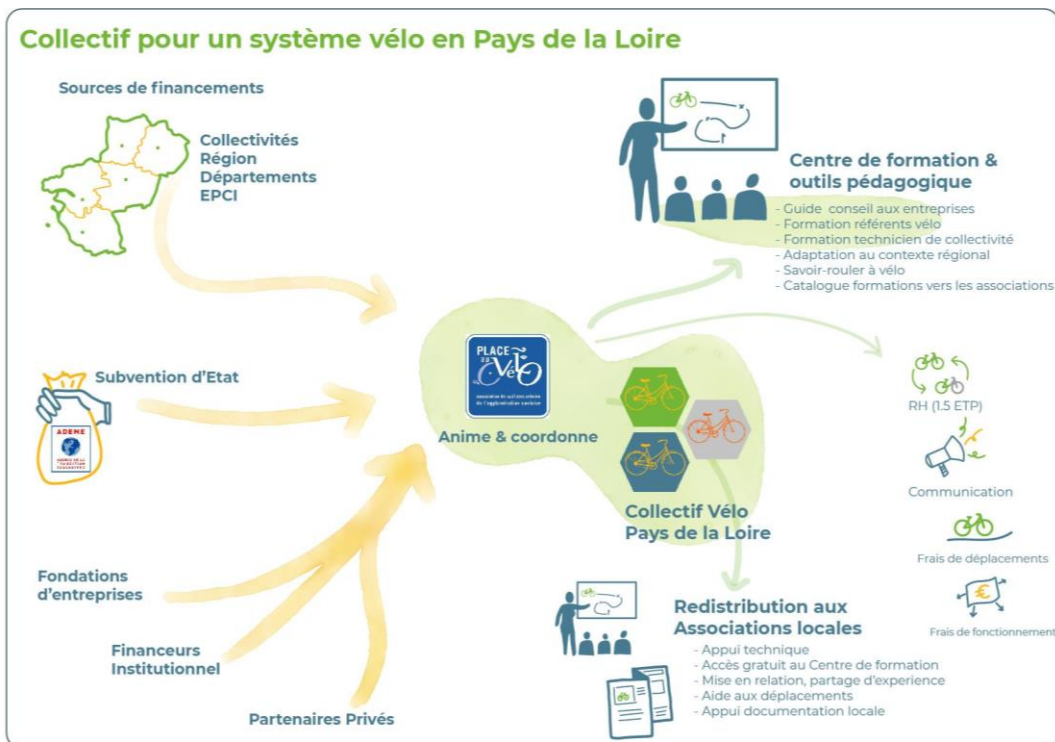 Collectif pour un système vélo en Pays de la Loire
Sources de financements
Collectivités
Région
Départements
EPCI
Subvention d'Etat
ADEME
Fondations
d'entreprises
Financeurs
Institutionnel
Partenaires Privés
PLACE
AU
VéLO
Anime & coordonne
Collectif Vélo
Pays de la Loire
Centre de formation &
outils pédagogique
- Guide conseil aux entreprises
- Formation référents vélo
- Formation technicien de collectivité
- Adaptation au contexte régional
- Savoir-rouler à vélo
- Catalogue formations vers les associations
RH (1.5 ETP)
Communication
Frais de déplacements
€
Frais de fonctionnement
Redistribution aux
Associations locales
- Appui technique
- Accès gratuit au Centre de formation
- Mise en relation, partage d'experience
- Aide aux déplacements
- Appui documentation locale